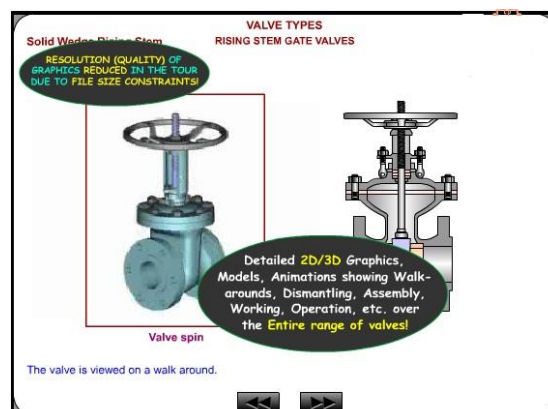 VALVE TYPES
Solid Wedge Rising Stem
RISING STEM GATE VALVES
RESOLUTION (QUALITY) OF
GRAPHICS REDUCED IN THE TOUR
DUE TO FILE SIZE CONSTRAINTS!
Detailed 2D/3D Graphics,
Models, Animations showing Walk-
arounds, Dismantling, Assembly,
Working, Operation, etc. over
the Entire range of valves!
Valve spin
The valve is viewed on a walk around.